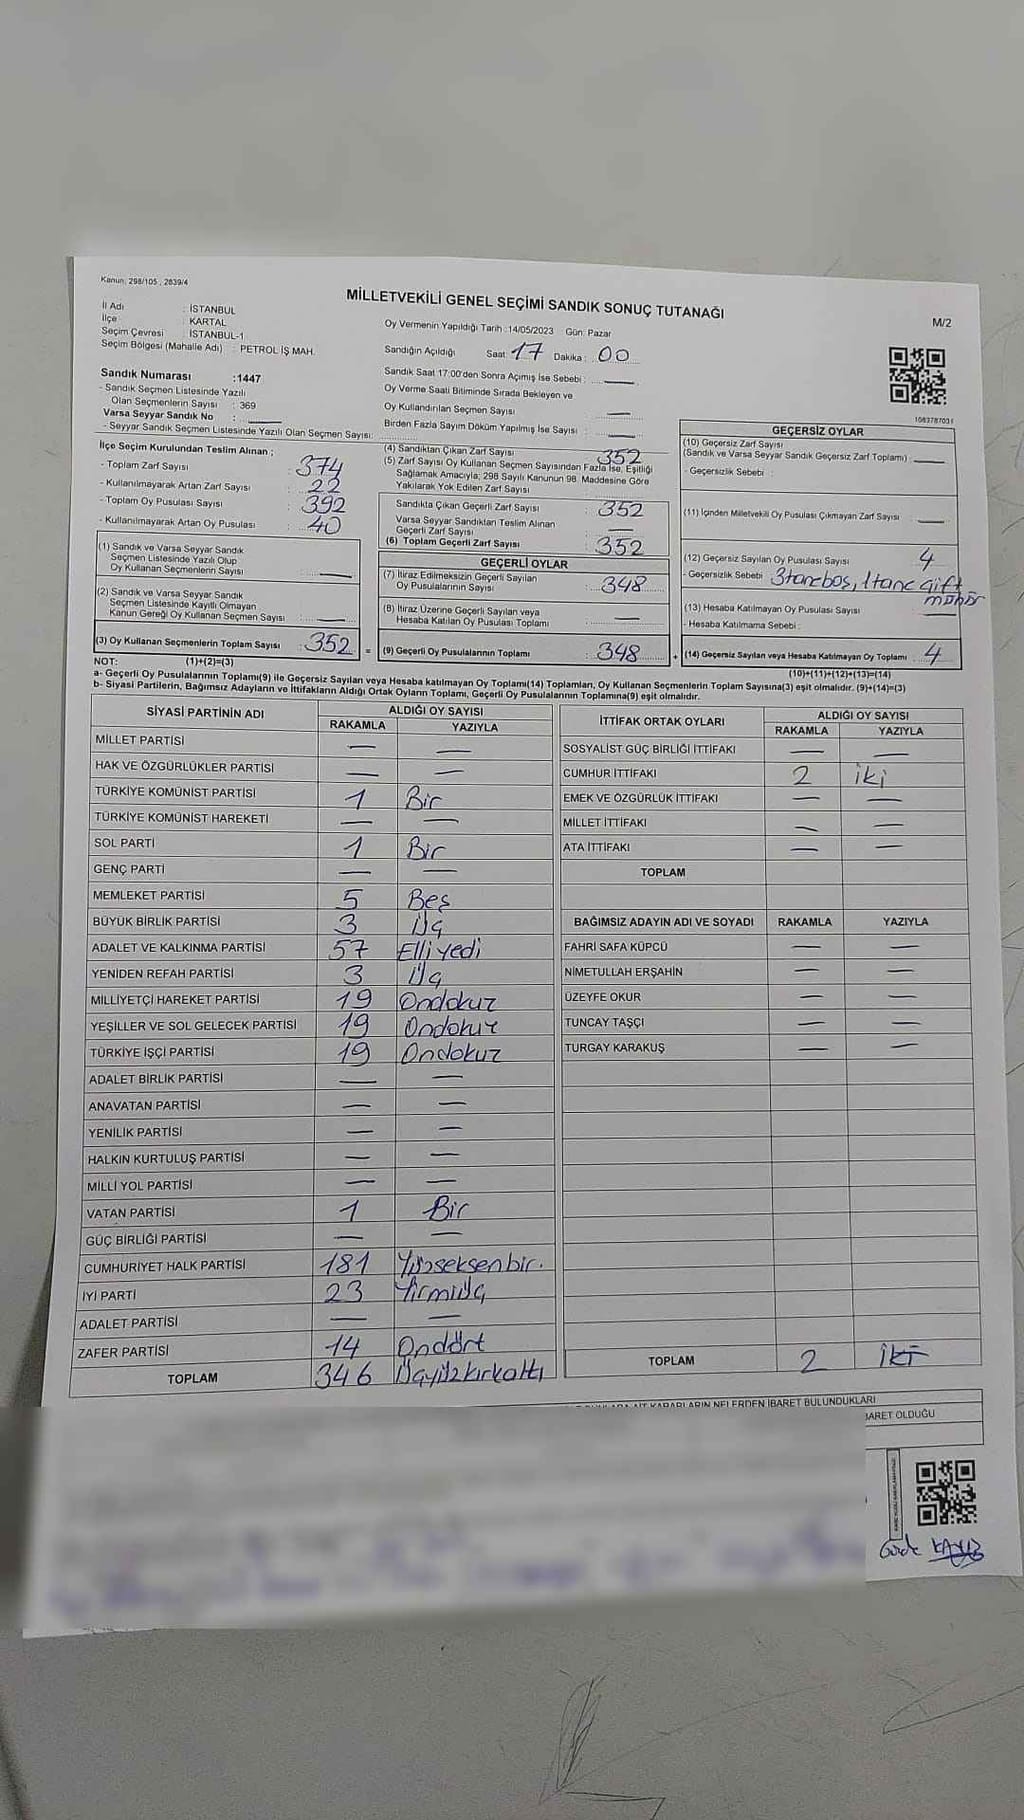 Kanun; 298/105 , 2839/4
MİLLETVEKİLİ GENEL SEÇİMİ SANDIK SONUÇ TUTANAĞI
M/2
İl Adı : İSTANBUL
İlçe : KARTAL
Seçim Çevresi : İSTANBUL-1
Seçim Bölgesi (Mahalle Adı) : PETROL İŞ MAH.
Sandık Numarası :1447
- Sandık Seçmen Listesinde Yazılı
Olan Seçmenlerin Sayısı : 369
Varsa Seyyar Sandık No :
- Seyyar Sandık Seçmen Listesinde Yazılı Olan Seçmen Sayısı:
Oy Vermenin Yapıldığı Tarih :14/05/2023 Gün: Pazar
Sandığın Açıldığı Saat: 17 Dakika : 00
Sandık Saat 17:00'den Sonra Açımış İse Sebebi : —
Oy Verme Saati Bitiminde Sırada Bekleyen ve
Oy Kullandırılan Seçmen Sayısı : —
Birden Fazla Sayım Döküm Yapılmış İse Sayısı : —
1083787031
İlçe Seçim Kurulundan Teslim Alınan ;
- Toplam Zarf Sayısı : 374
- Kullanılmayarak Artan Zarf Sayısı : 22
- Toplam Oy Pusulası Sayısı : 392
- Kullanılmayarak Artan Oy Pusulası : 40
(1) Sandık ve Varsa Seyyar Sandık
Seçmen Listesinde Yazılı Olup
Oy Kullanan Seçmenlerin Sayısı : —
(2) Sandık ve Varsa Seyyar Sandık
Seçmen Listesinde Kayıtlı Olmayan
Kanun Gereği Oy Kullanan Seçmen Sayısı : —
(3) Oy Kullanan Seçmenlerin Toplam Sayısı : 352 =
(4) Sandıktan Çıkan Zarf Sayısı : 352
(5) Zarf Sayısı Oy Kullanan Seçmen Sayısından Fazla İse, Eşitliği
Sağlamak Amacıyla; 298 Sayılı Kanunun 98. Maddesine Göre
Yakılarak Yok Edilen Zarf Sayısı
Sandıkta Çıkan Geçerli Zarf Sayısı : 352
Varsa Seyyar Sandıktan Teslim Alınan
Geçerli Zarf Sayısı : —
(6) Toplam Geçerli Zarf Sayısı : 352
GEÇERLİ OYLAR
(7) İtiraz Edilmeksizin Geçerli Sayılan
Oy Pusulalarının Sayısı : 348
(8) İtiraz Üzerine Geçerli Sayılan veya
Hesaba Katılan Oy Pusulası Toplamı : —
(9) Geçerli Oy Pusulalarının Toplamı : 348 +
GEÇERSİZ OYLAR
(10) Geçersiz Zarf Sayısı
(Sandık ve Varsa Seyyar Sandık Geçersiz Zarf Toplamı) : —
- Geçersizlik Sebebi :
(11) İçinden Milletvekili Oy Pusulası Çıkmayan Zarf Sayısı : —
(12) Geçersiz Sayılan Oy Pusulası Sayısı : 4
- Geçersizlik Sebebi : 3 tane boş, 1 tane çift
mühür
(13) Hesaba Katılmayan Oy Pusulası Sayısı : —
- Hesaba Katılmama Sebebi :
(14) Geçersiz Sayılan veya Hesaba Katılmayan Oy Toplamı : 4
NOT: (1)+(2)=(3)
(10)+(11)+(12)+(13)=(14)
a- Geçerli Oy Pusulalarının Toplamı(9) ile Geçersiz Sayılan veya Hesaba katılmayan Oy Toplamı(14) Toplamları, Oy Kullanan Seçmenlerin Toplam Sayısına(3) eşit olmalıdır. (9)+(14)=(3)
b- Siyasi Partilerin, Bağımsız Adayların ve İttifakların Aldığı Ortak Oyların Toplamı, Geçerli Oy Pusulalarının Toplamına(9) eşit olmalıdır.
SİYASİ PARTİNİN ADI ALDIĞI OY SAYISI
RAKAMLA YAZIYLA
MİLLET PARTİSİ — —
HAK VE ÖZGÜRLÜKLER PARTİSİ — —
TÜRKİYE KOMÜNİST PARTİSİ 1 Bir
TÜRKİYE KOMÜNİST HAREKETİ — —
SOL PARTİ 1 Bir
GENÇ PARTİ — —
MEMLEKET PARTİSİ 5 Beş
BÜYÜK BİRLİK PARTİSİ 3 Üç
ADALET VE KALKINMA PARTİSİ 57 Elliyedi
YENİDEN REFAH PARTİSİ 3 Üç
MİLLİYETÇİ HAREKET PARTİSİ 19 Ondokuz
YEŞİLLER VE SOL GELECEK PARTİSİ 19 Ondokuz
TÜRKİYE İŞÇİ PARTİSİ 19 Ondokuz
ADALET BİRLİK PARTİSİ — —
ANAVATAN PARTİSİ — —
YENİLİK PARTİSİ — —
HALKIN KURTULUŞ PARTİSİ — —
MİLLİ YOL PARTİSİ — —
VATAN PARTİSİ 1 Bir
GÜÇ BİRLİĞİ PARTİSİ — —
CUMHURİYET HALK PARTİSİ 181 Yüzseksenbir.
İYİ PARTİ 23 Yirmiüç
ADALET PARTİSİ — —
ZAFER PARTİSİ 14 Ondört
TOPLAM 346 Üçyüzkırkaltı
İTTİFAK ORTAK OYLARI ALDIĞI OY SAYISI
RAKAMLA YAZIYLA
SOSYALİST GÜÇ BİRLİĞİ İTTİFAKI — —
CUMHUR İTTİFAKI 2 iki
EMEK VE ÖZGÜRLÜK İTTİFAKI — —
MİLLET İTTİFAKI — —
ATA İTTİFAKI — —
TOPLAM
BAĞIMSIZ ADAYIN ADI VE SOYADI RAKAMLA YAZIYLA
FAHRİ SAFA KÜPCÜ — —
NİMETULLAH ERŞAHİN — —
ÜZEYFE OKUR — —
TUNCAY TAŞÇI — —
TURGAY KARAKUŞ — —
TOPLAM 2 İKİ
KARARLARIN NELERDEN İBARET BULUNDUKLARI
OLDUĞU